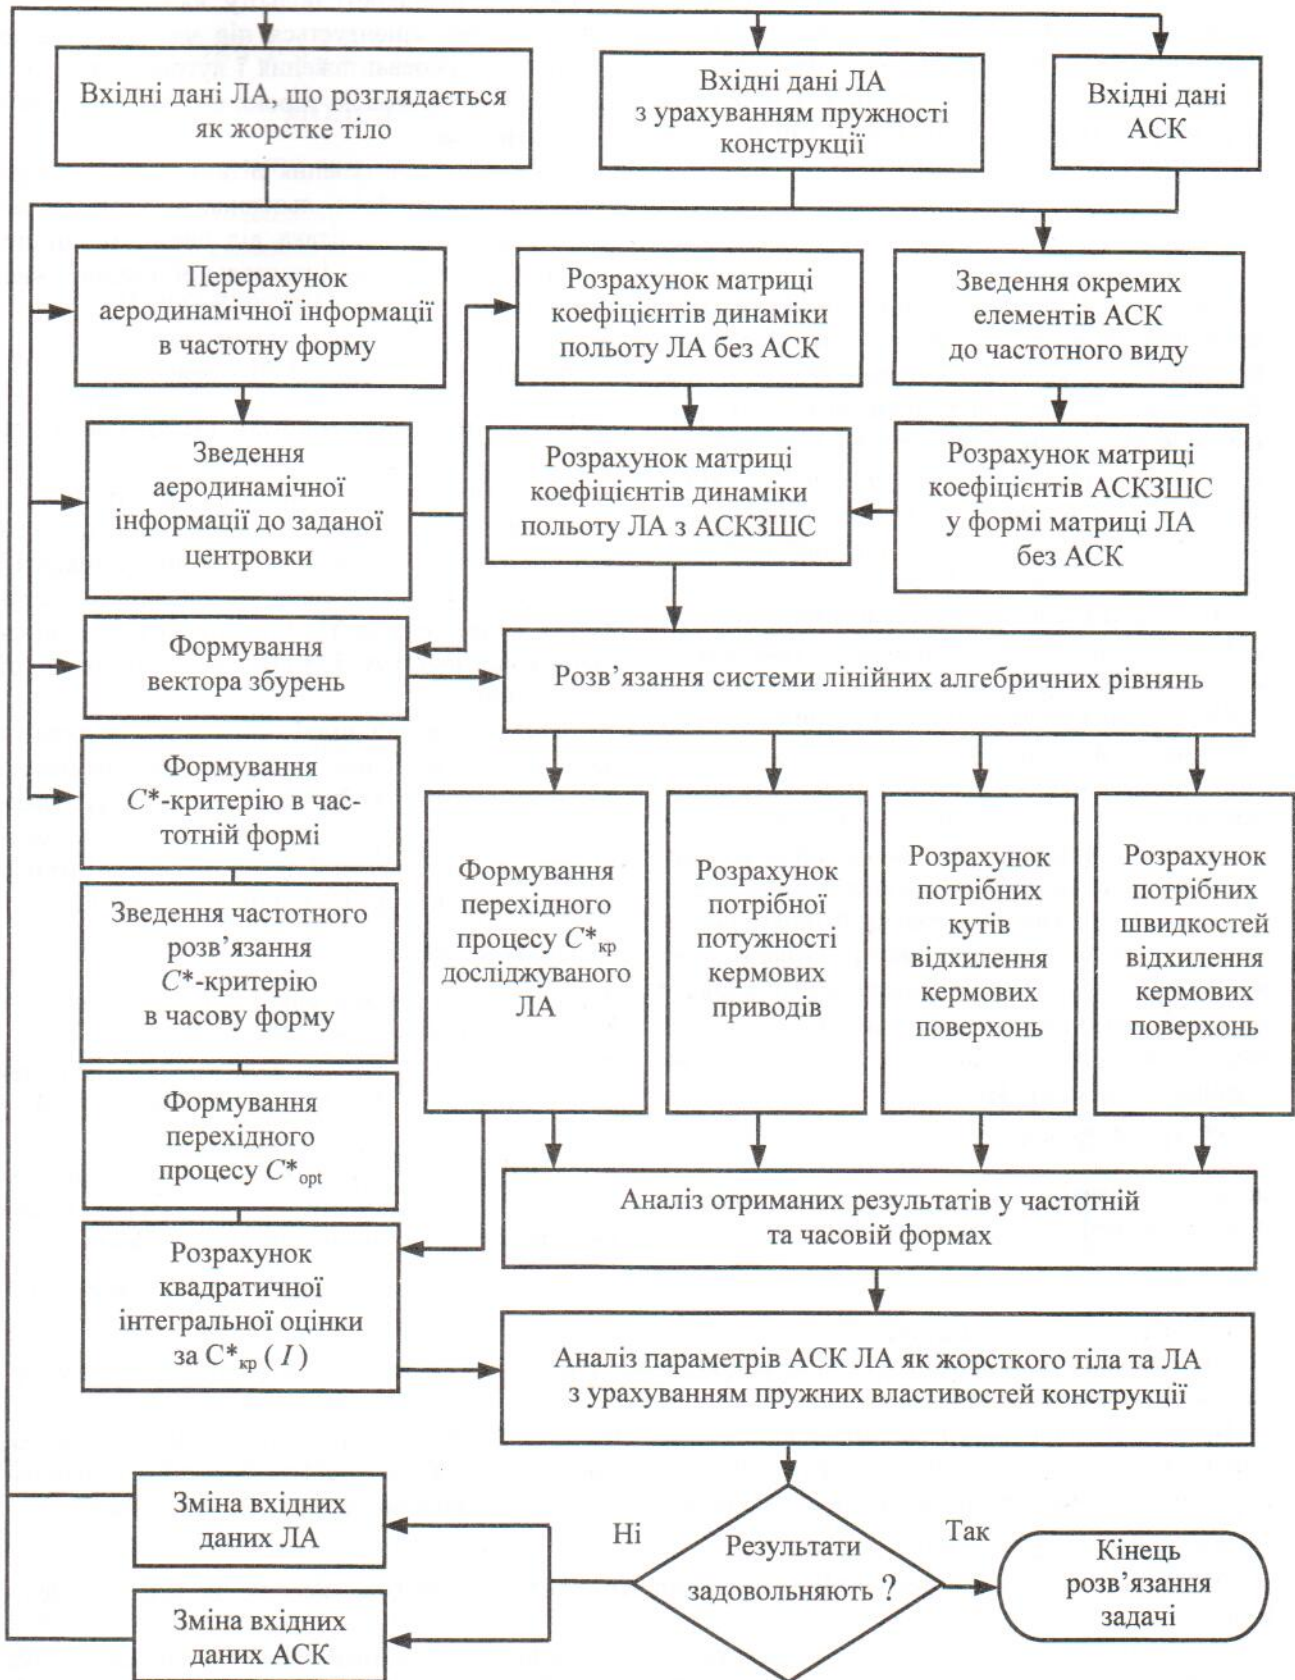 Вхідні дані ЛА, що розглядається
як жорстке тіло
Вхідні дані ЛА
з урахуванням пружності
конструкції
Вхідні дані
АСК
Перерахунок
аеродинамічної інформації
в частотну форму
Розрахунок матриці
коефіцієнтів динаміки
польоту ЛА без АСК
Зведення окремих
елементів АСК
до частотного виду
Зведення
аеродинамічної
інформації до заданої
центровки
Розрахунок матриці
коефіцієнтів динаміки
польоту ЛА з АСКЗШС
Розрахунок матриці
коефіцієнтів АСКЗШС
у формі матриці ЛА
без АСК
Формування
вектора збурень
Розв’язання системи лінійних алгебричних рівнянь
Формування
C*-критерію в час-
тотній формі
Зведення частотного
розв’язання
C*-критерію
в часову форму
Формування
перехідного
процесу C*opt
Розрахунок
квадратичної
інтегральної оцінки
за C*кр ( I )
Формування
перехідного
процесу C*кр
досліджуваного
ЛА
Розрахунок
потрібної
потужності
кермових
приводів
Розрахунок
потрібних
кутів
відхилення
кермових
поверхонь
Розрахунок
потрібних
швидкостей
відхилення
кермових
поверхонь
Аналіз отриманих результатів у частотній
та часовій формах
Аналіз параметрів АСК ЛА як жорсткого тіла та ЛА
з урахуванням пружних властивостей конструкції
Зміна вхідних
даних ЛА
Зміна вхідних
даних АСК
Ні
Результати
задовольняють ?
Так
Кінець
розв’язання
задачі